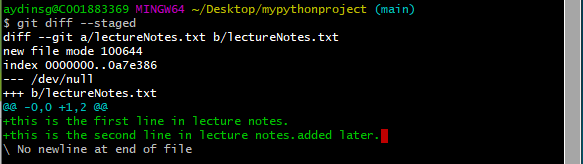 aydinsg@COO1883369 MINGW64 ~/Desktop/mypythonproject (main)
$ git diff --staged
diff --git a/lectureNotes.txt b/lectureNotes.txt
new file mode 100644
index 0000000..0a7e386
--- /dev/null
+++ b/lectureNotes.txt
@@ -0,0 +1,2 @@
+this is the first line in lecture notes.
+this is the second line in lecture notes.added later.
\ No newline at end of file